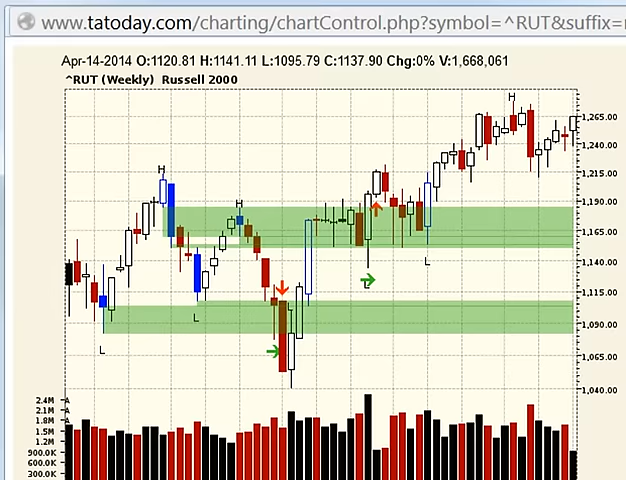 www.tatoday.com/charting/chartControl.php?symbol=^RUT&suffix=
Apr-14-2014 O:1120.81 H:1141.11 L:1095.79 C:1137.90 Chg:0% V:1,668,061
^RUT (Weekly) Russell 2000
H
1,265.00
1,240.00
H
1,215.00
H
1,190.00
1,165.00
L
1,140.00
L
1,115.00
L
1,090.00
L
1,065.00
1,040.00
2.4M A
2.1M A
1.8M A
1.5M
1.2M
900.0K
600.0K
300.0K